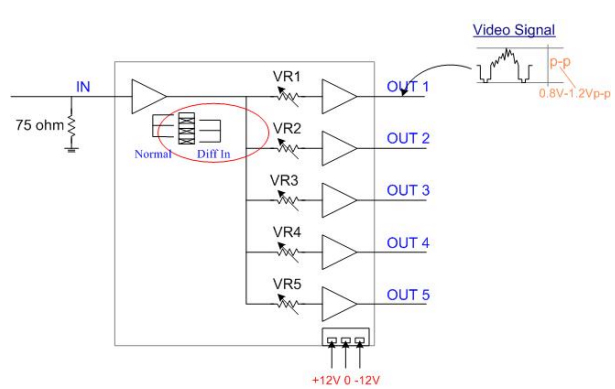 Video Signal
p-p
0.8V-1.2Vp-p
IN
75 ohm
Normal
Diff In
VR1
OUT 1
VR2
OUT 2
VR3
OUT 3
VR4
OUT 4
VR5
OUT 5
+12V 0 -12V